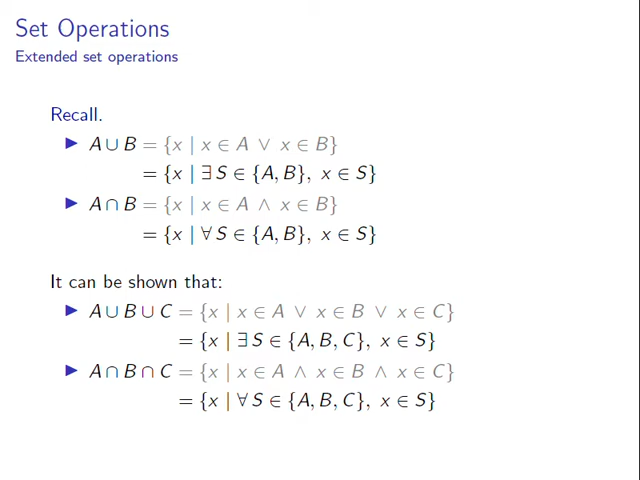 Set Operations
Extended set operations
Recall.
▶ A ∪ B = {x | x ∈ A ∨ x ∈ B}
= {x | ∃ S ∈ {A, B}, x ∈ S}
▶ A ∩ B = {x | x ∈ A ∧ x ∈ B}
= {x | ∀ S ∈ {A, B}, x ∈ S}
It can be shown that:
▶ A ∪ B ∪ C = {x | x ∈ A ∨ x ∈ B ∨ x ∈ C}
= {x | ∃ S ∈ {A, B, C}, x ∈ S}
▶ A ∩ B ∩ C = {x | x ∈ A ∧ x ∈ B ∧ x ∈ C}
= {x | ∀ S ∈ {A, B, C}, x ∈ S}